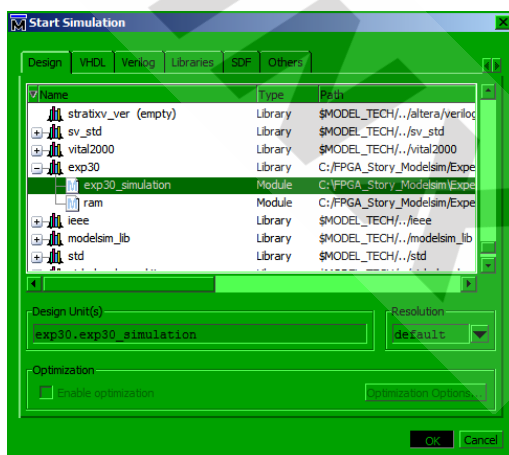 Start Simulation
Design VHDL Verilog Libraries SDF Others
Name Type Path
stratixv_ver (empty) Library $MODEL_TECH/../altera/verilog
sv_std Library $MODEL_TECH/../sv_std
vital2000 Library $MODEL_TECH/../vital2000
exp30 Library C:/FPGA_Story_Modelsim/Expe
exp30_simulation Module C:\FPGA_Story_Modelsim\Expe
ram Module C:/FPGA_Story_Modelsim/Expe
ieee Library $MODEL_TECH/../ieee
modelsim_lib Library $MODEL_TECH/../modelsim_lib
std Library $MODEL_TECH/../std
Design Unit(s) Resolution
exp30.exp30_simulation default
Optimization
Enable optimization Optimization Options...
OK Cancel